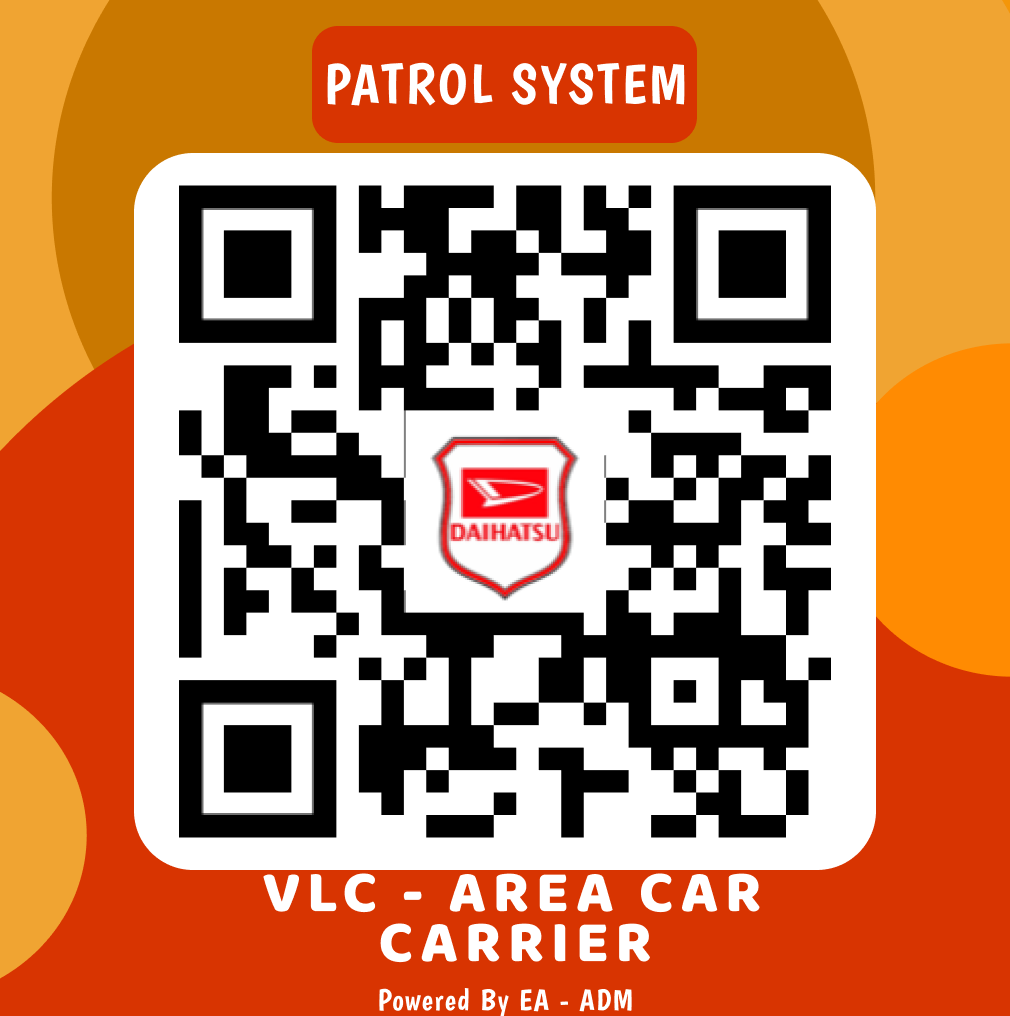 PATROL SYSTEM
DAIHATSU
VLC - AREA CAR
CARRIER
Powered By EA - ADM